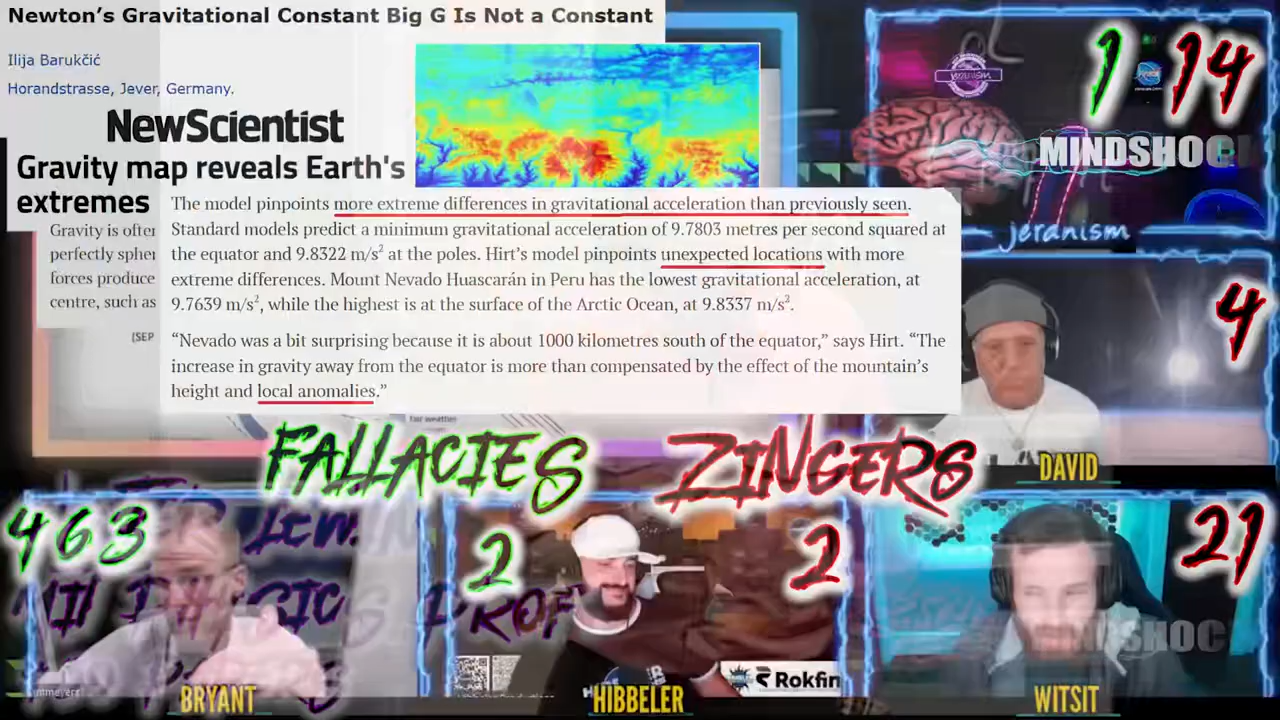 Newton's Gravitational Constant Big G Is Not a Constant
Ilija Barukčić
Horandstrasse, Jever, Germany.
NewScientist
Gravity map reveals Earth's
extremes
Gravity is ofte
perfectly spher
forces produce
centre, such as
(SEP
The model pinpoints more extreme differences in gravitational acceleration than previously seen.
Standard models predict a minimum gravitational acceleration of 9.7803 metres per second squared at
the equator and 9.8322 m/s² at the poles. Hirt's model pinpoints unexpected locations with more
extreme differences. Mount Nevado Huascarán in Peru has the lowest gravitational acceleration, at
9.7639 m/s², while the highest is at the surface of the Arctic Ocean, at 9.8337 m/s².
“Nevado was a bit surprising because it is about 1000 kilometres south of the equator,” says Hirt. “The
increase in gravity away from the equator is more than compensated by the effect of the mountain's
height and local anomalies.”
1 14
jeranism
MINDSHOCK
jeranism
4
DAVID
FALLACIES ZINGERS
463
BRYANT
2 2
Rokfin
HIBBELER
21
MINDSHOC
WITSIT